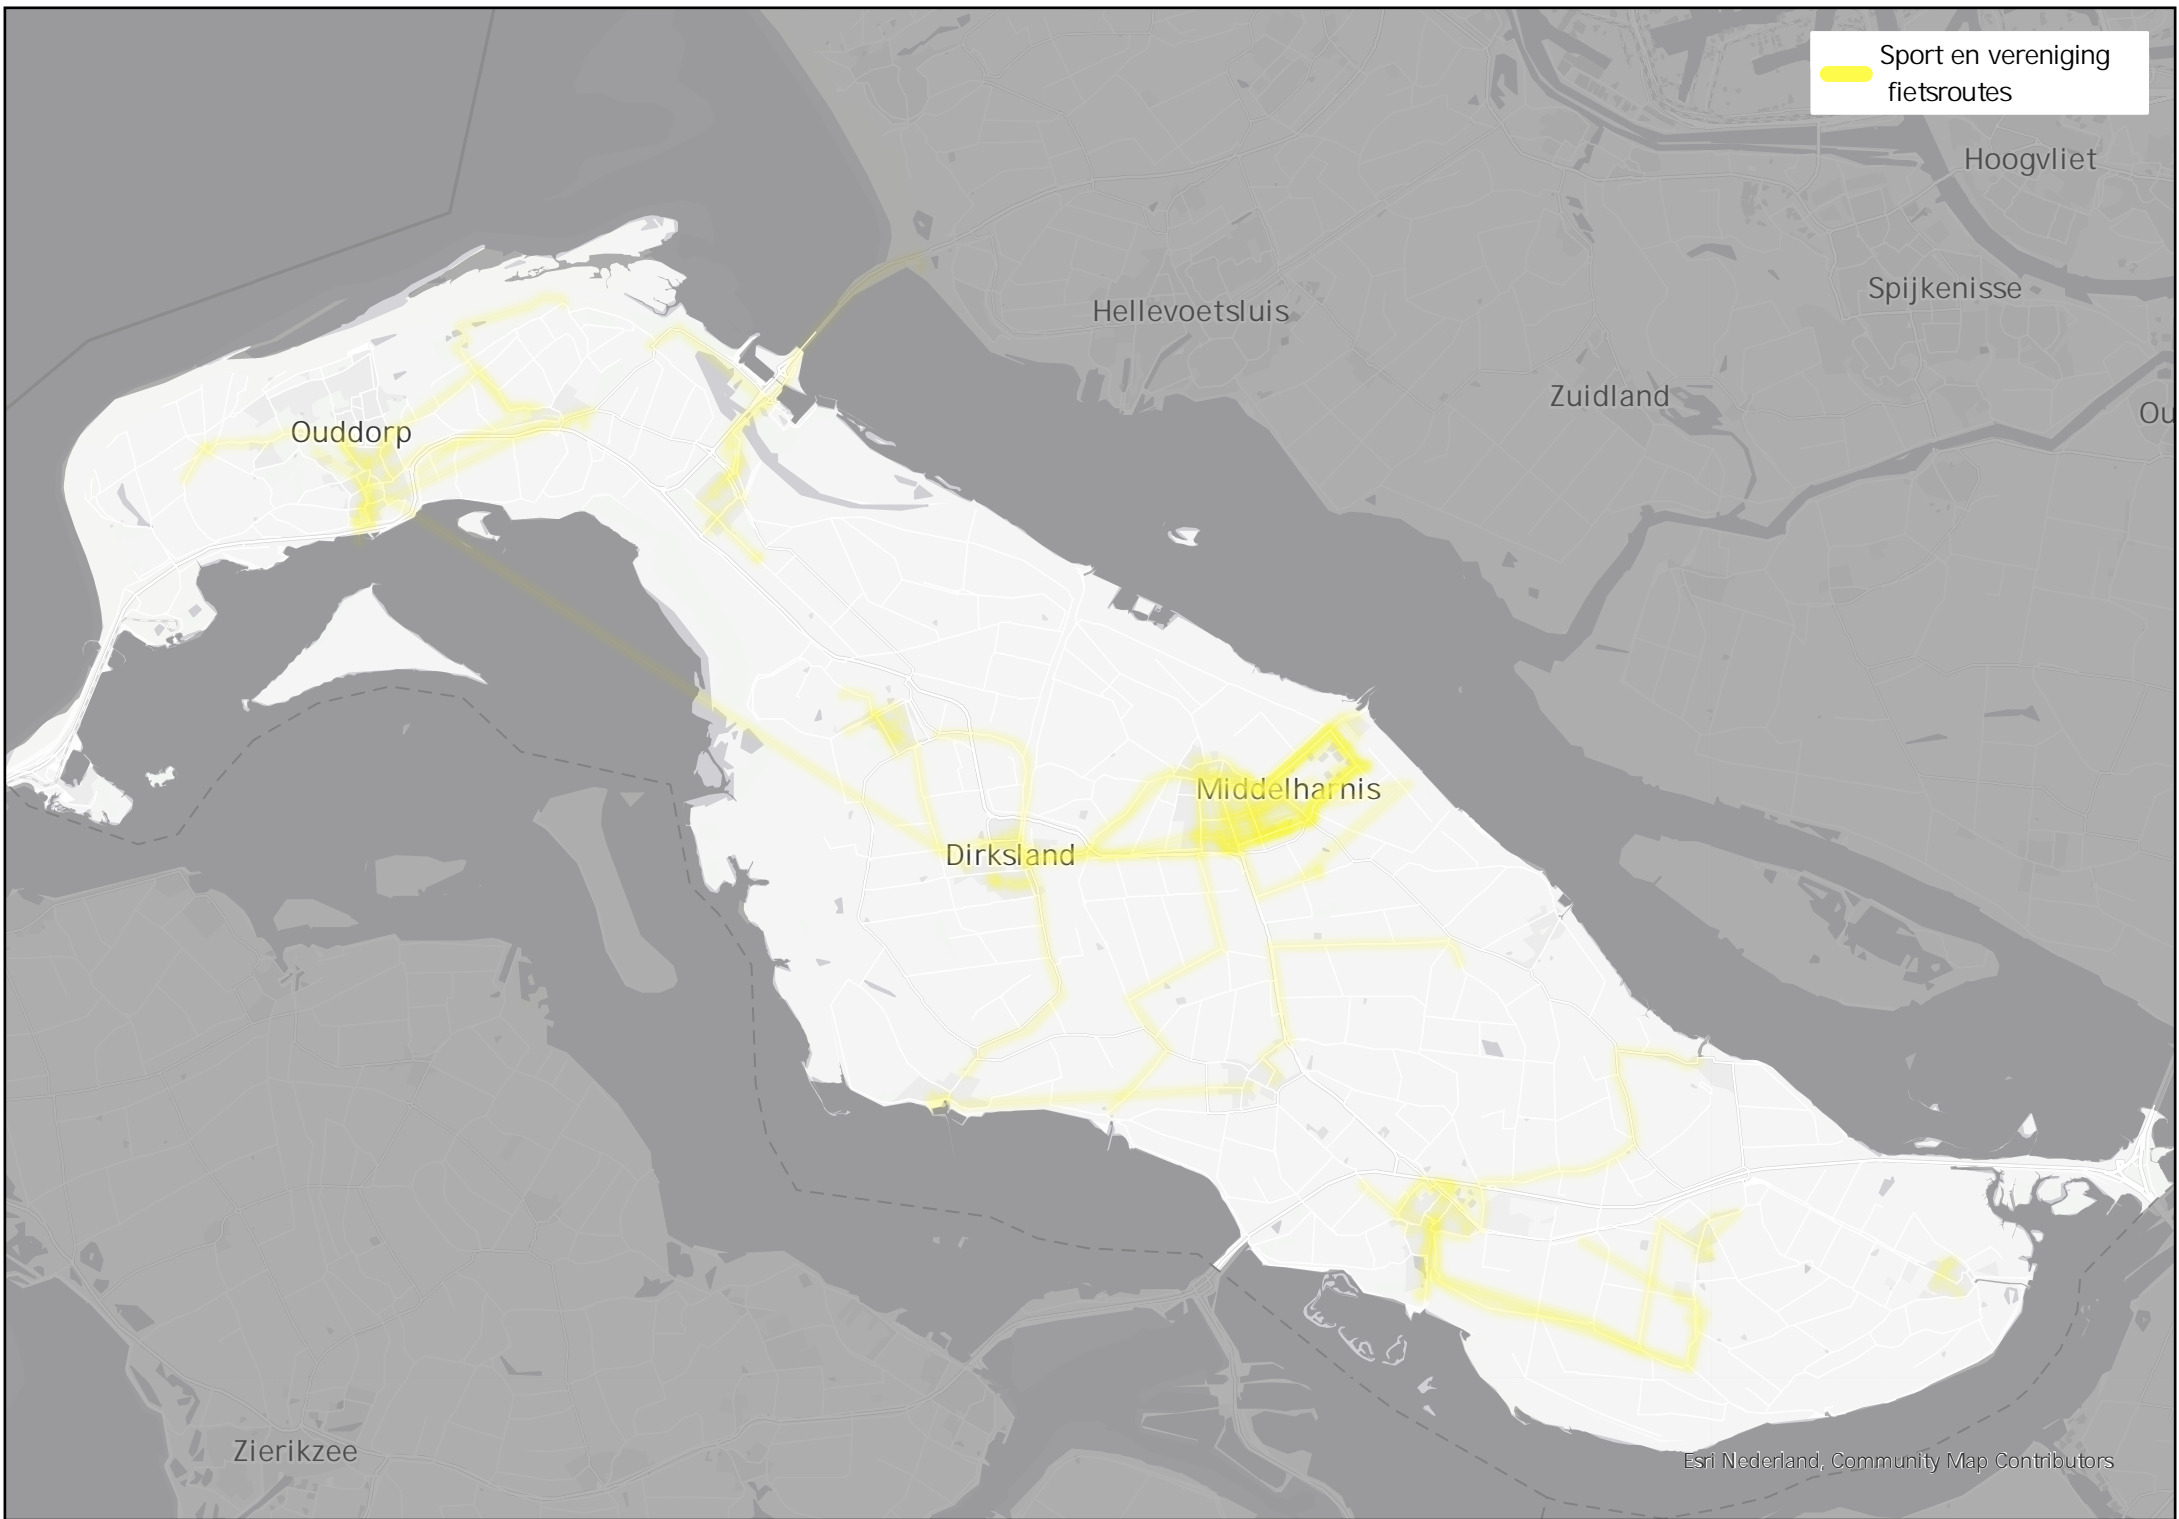 Sport en vereniging
fietsroutes
Hoogvliet
Spijkenisse
Hellevoetsluis
Zuidland
Ou
Ouddorp
Middelharnis
Dirksland
Zierikzee
Esri Nederland, Community Map Contributors